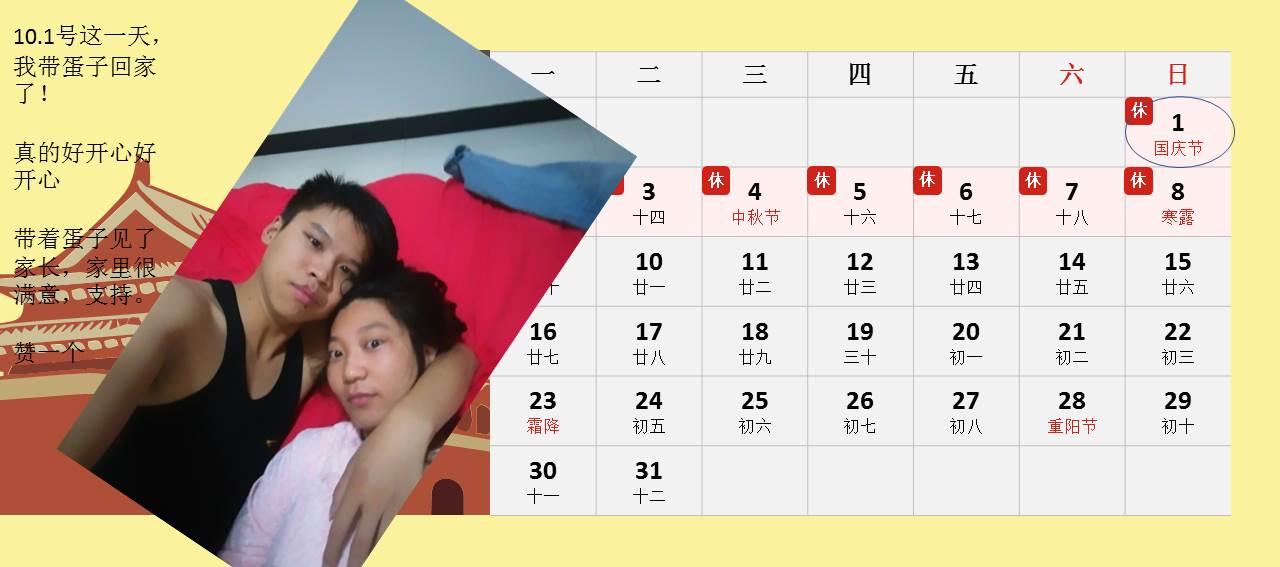 10.1号这一天，
我带蛋子回家
了！
真的好开心好
开心
带着蛋子见了
家长，家里很
满意，支持。
赞一个
一 二 三 四 五 六 日
休 1
国庆节
3 休 4 休 5 休 6 休 7 休 8
十四 中秋节 十六 十七 十八 寒露
10 11 12 13 14 15
十 廿一 廿二 廿三 廿四 廿五 廿六
16 17 18 19 20 21 22
廿七 廿八 廿九 三十 初一 初二 初三
23 24 25 26 27 28 29
霜降 初五 初六 初七 初八 重阳节 初十
30 31
十一 十二